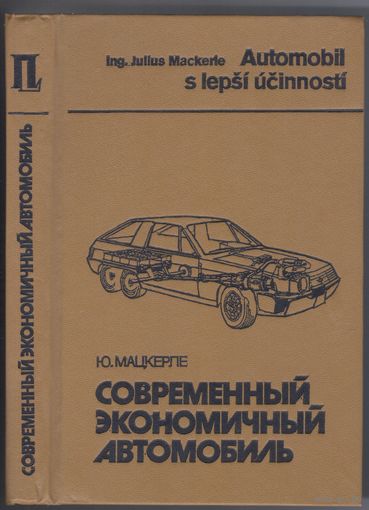 Ing. Julius Mackerle Automobil
s lepší účinností
Ю. МАЦКЕРЛЕ
СОВРЕМЕННЫЙ
ЭКОНОМИЧНЫЙ
АВТОМОБИЛЬ
СОВРЕМЕННЫЙ ЭКОНОМИЧНЫЙ АВТОМОБИЛЬ